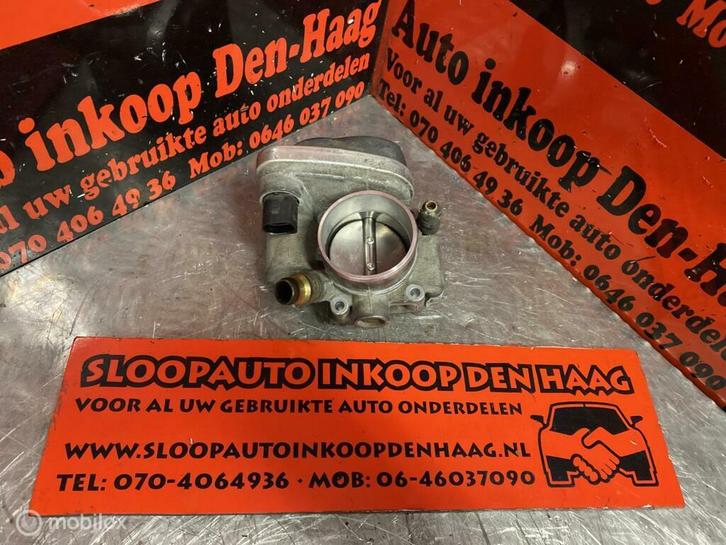 inkoop Den-Haag
al uw gebruikte auto onderdelen
070 406 49 36 Mob: 0646 037 090
Auto inkoop Den-Ha
Voor al uw gebruikte auto onderdelen
Tel: 070 406 49 36 Mob: 0646 037 090
SLOOPAUTO INKOOP DEN HAAG
VOOR AL UW GEBRUIKTE AUTO ONDERDELEN
WWW.SLOOPAUTOINKOOPDENHAAG.NL
TEL: 070-4064936 · MOB: 06-46037090
mobilox